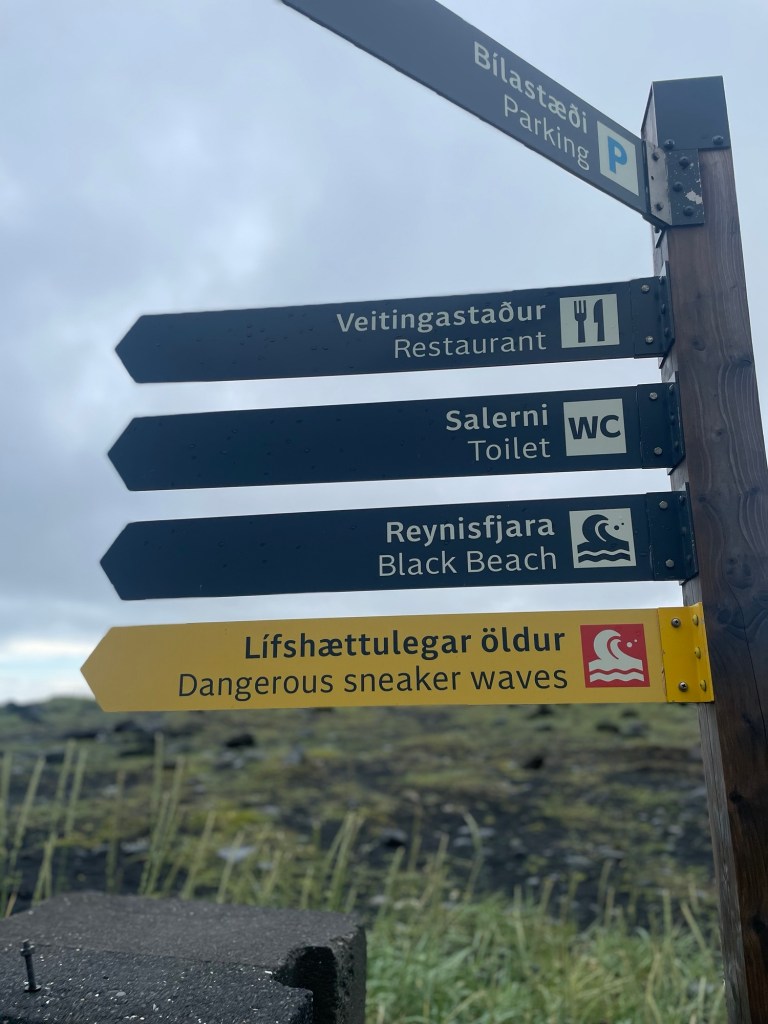 Bílastæði
Parking
P
Veitingastaður
Restaurant
Salerni
Toilet
WC
Reynisfjara
Black Beach
Lífshættulegar öldur
Dangerous sneaker waves